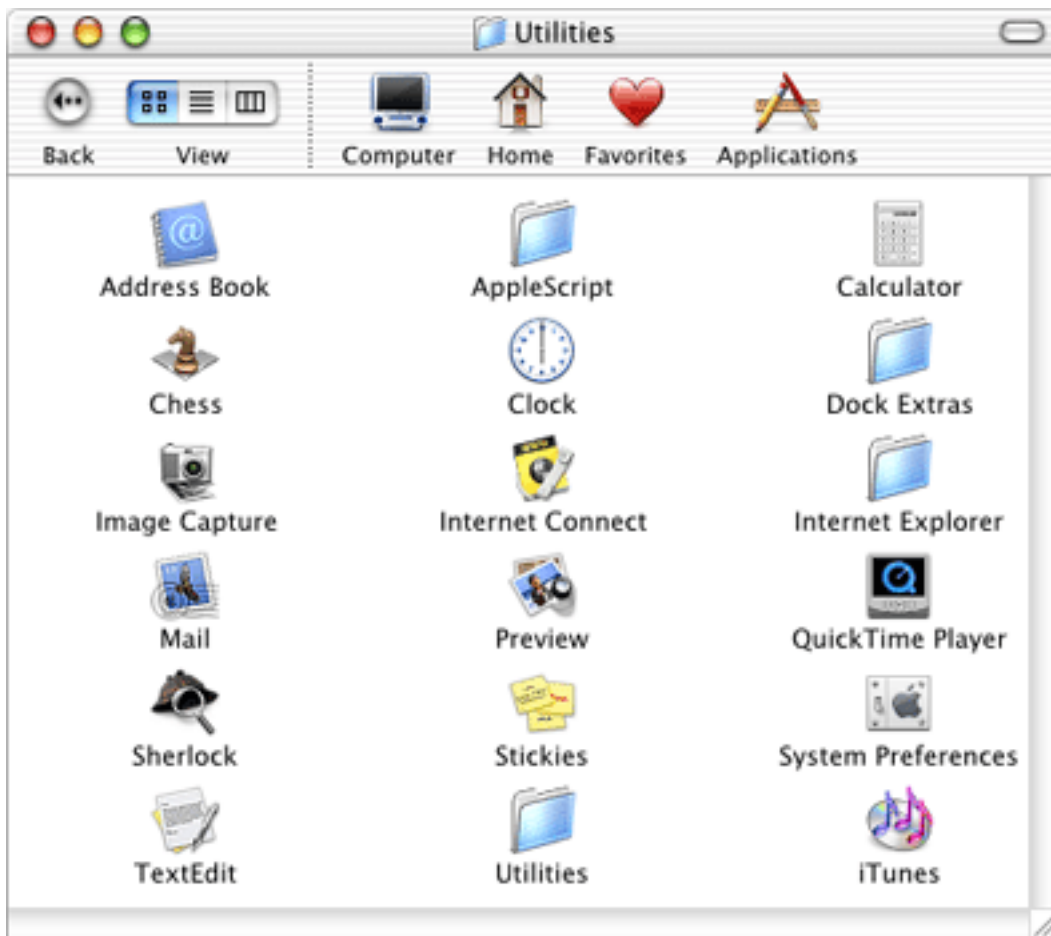 Utilities
Back View Computer Home Favorites Applications
Address Book AppleScript Calculator
Chess Clock Dock Extras
Image Capture Internet Connect Internet Explorer
Mail Preview QuickTime Player
Sherlock Stickies System Preferences
TextEdit Utilities iTunes